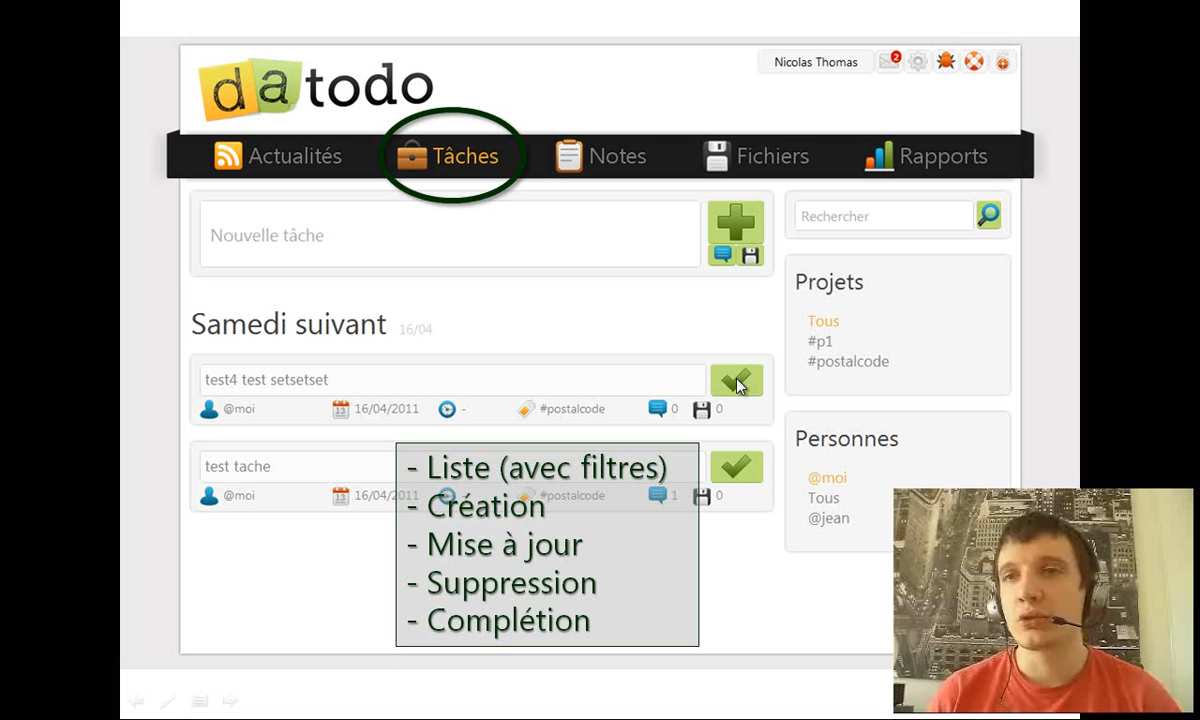 datodo
Nicolas Thomas
2
Actualités
Tâches
Notes
Fichiers
Rapports
Nouvelle tâche
Rechercher
Projets
Tous
#p1
#postalcode
Samedi suivant 16/04
test4 test setsetset
@moi
13
16/04/2011
-
#postalcode
0
0
test tache
@moi
13
16/04/2011
#postalcode
1
0
- Liste (avec filtres)
- Création
- Mise à jour
- Suppression
- Complétion
Personnes
@moi
Tous
@jean